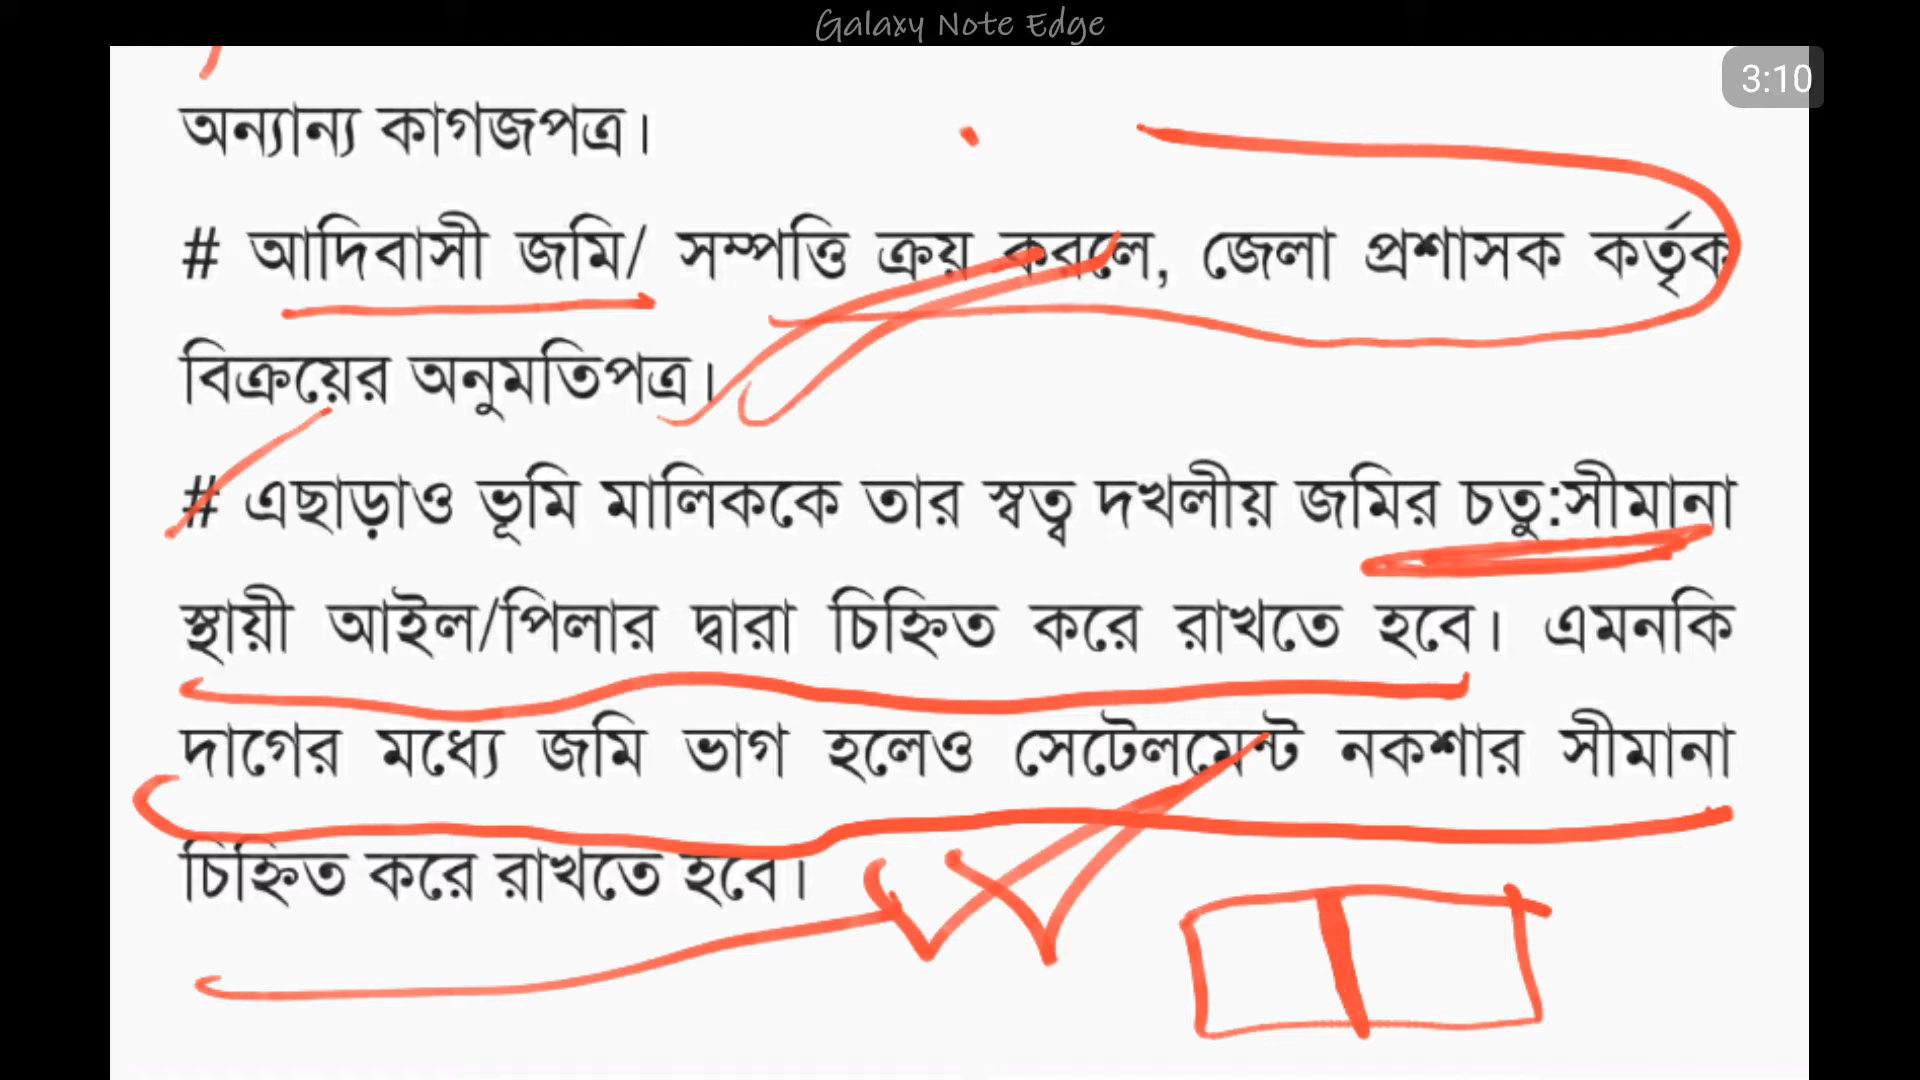 Galaxy Note Edge
3:10
অন্যান্য কাগজপত্র।
# আদিবাসী জমি/ সম্পত্তি ক্রয় করলে, জেলা প্রশাসক কর্তৃক
বিক্রয়ের অনুমতিপত্র।
# এছাড়াও ভূমি মালিককে তার স্বত্ব দখলীয় জমির চতু:সীমানা
স্থায়ী আইল/পিলার দ্বারা চিহ্নিত করে রাখতে হবে। এমনকি
দাগের মধ্যে জমি ভাগ হলেও সেটেলমেন্ট নকশার সীমানা
চিহ্নিত করে রাখতে হবে।